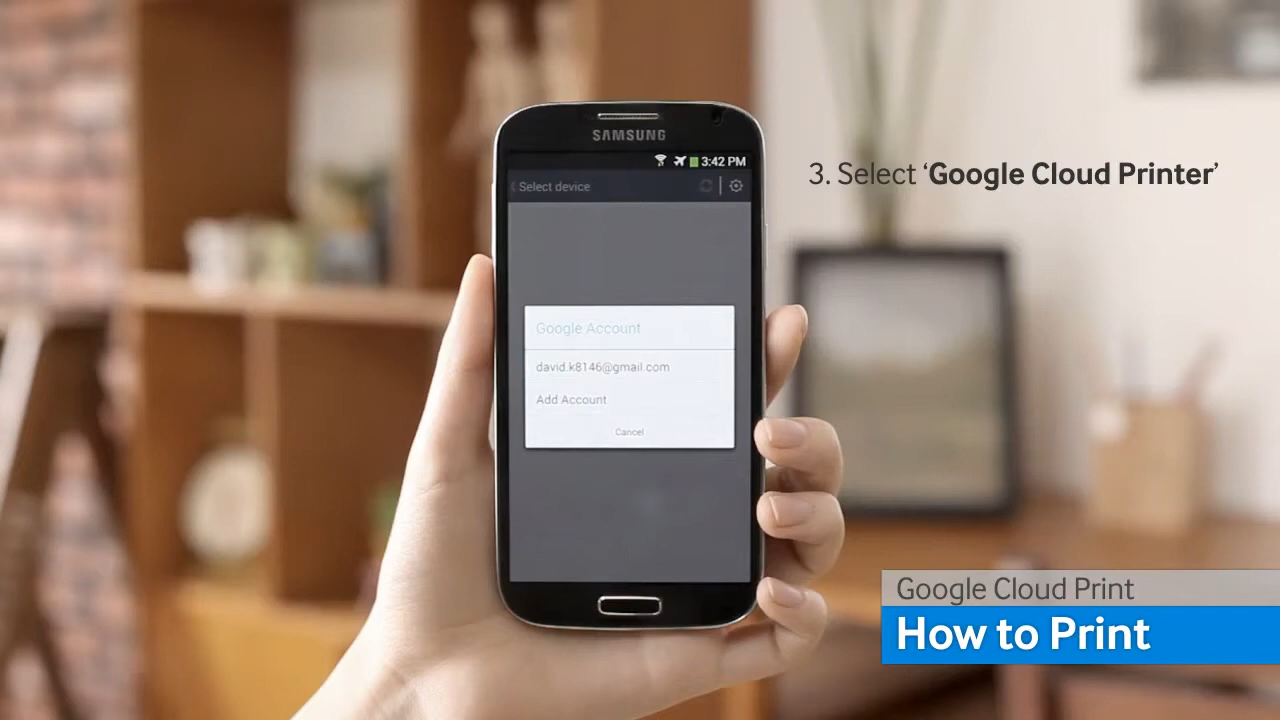 SAMSUNG
3:42 PM
Select device
3. Select ‘Google Cloud Printer’
Google Account
david.k8146@gmail.com
Add Account
Cancel
Google Cloud Print
How to Print